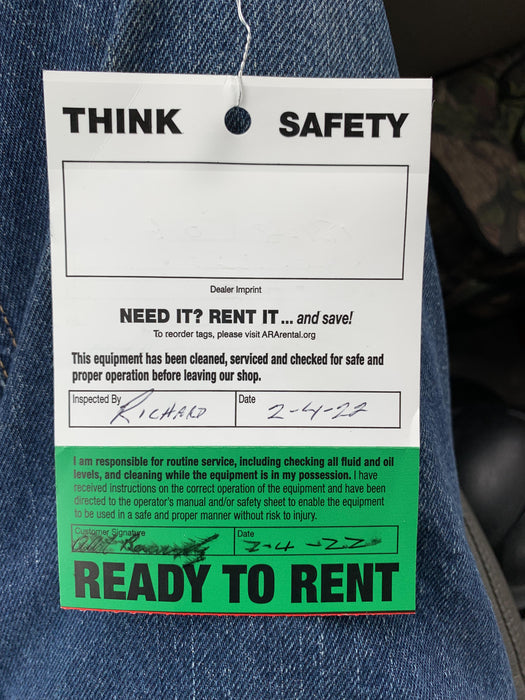 THINK SAFETY
Dealer Imprint
NEED IT? RENT IT ... and save!
To reorder tags, please visit ARArental.org
This equipment has been cleaned, serviced and checked for safe and
proper operation before leaving our shop.
Inspected By RICHARD Date 2-4-22
I am responsible for routine service, including checking all fluid and oil
levels, and cleaning while the equipment is in my possession. I have
received instructions on the correct operation of the equipment and have been
directed to the operator's manual and/or safety sheet to enable the equipment
to be used in a safe and proper manner without risk to injury.
Customer Signature Date 2-4-22
READY TO RENT